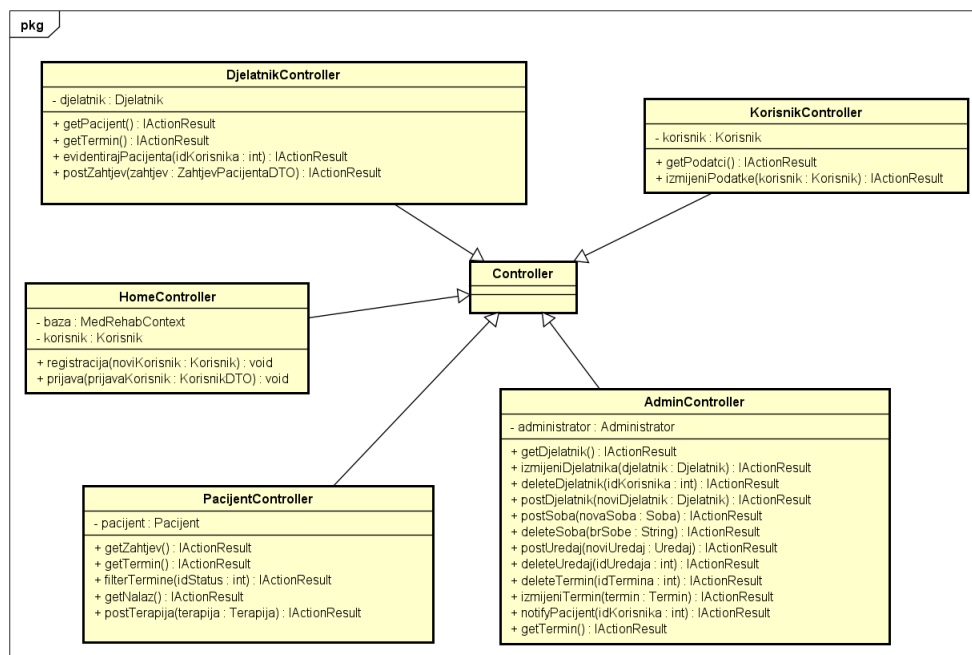 pkg
DjelatnikController
- djelatnik : Djelatnik
+ getPacijent() : IActionResult
+ getTermin() : IActionResult
+ evidentirajPacijenta(idKorisnika : int) : IActionResult
+ postZahtjev(zahtjev : ZahtjevPacijentaDTO) : IActionResult
KorisnikController
- korisnik : Korisnik
+ getPodatci() : IActionResult
+ izmijeniPodatke(korisnik : Korisnik) : IActionResult
Controller
HomeController
- baza : MedRehabContext
- korisnik : Korisnik
+ registracija(noviKorisnik : Korisnik) : void
+ prijava(prijavaKorisnik : KorisnikDTO) : void
AdminController
- administrator : Administrator
+ getDjelatnik() : IActionResult
+ izmijeniDjelatnika(djelatnik : Djelatnik) : IActionResult
+ deleteDjelatnik(idKorisnika : int) : IActionResult
+ postDjelatnik(noviDjelatnik : Djelatnik) : IActionResult
+ postSoba(novaSoba : Soba) : IActionResult
+ deleteSoba(brSobe : String) : IActionResult
+ postUredaj(noviUredaj : Uredaj) : IActionResult
+ deleteUredaj(idUredaja : int) : IActionResult
+ deleteTermin(idTermina : int) : IActionResult
+ izmijeniTermin(termin : Termin) : IActionResult
+ notifyPacijent(idKorisnika : int) : IActionResult
+ getTermin() : IActionResult
PacijentController
- pacijent : Pacijent
+ getZahtjev() : IActionResult
+ getTermin() : IActionResult
+ filterTermine(idStatus : int) : IActionResult
+ getNalaz() : IActionResult
+ postTerapija(terapija : Terapija) : IActionResult